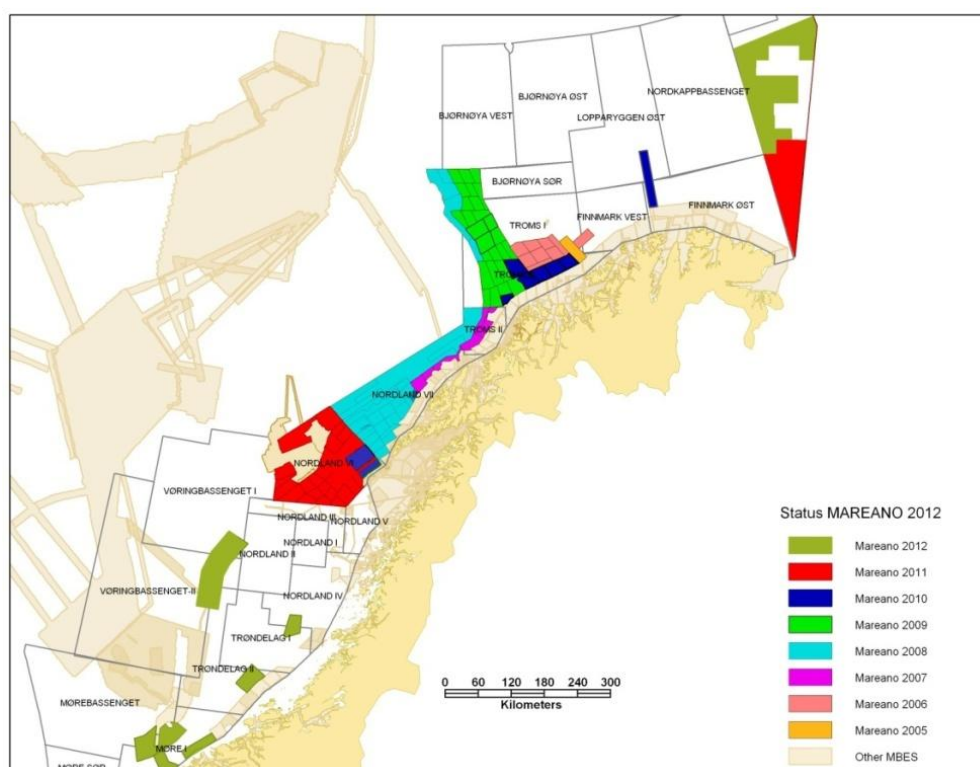 NORDKAPPBASSENGET
BJØRNØYA ØST
BJØRNØYA VEST
LOPPARYGGEN ØST
BJØRNØYA SØR
FINNMARK ØST
FINNMARK VEST
TROMS I
TROMS II
NORDLAND VII
NORDLAND VI
VØRINGBASSENGET I
NORDLAND III
NORDLAND V
NORDLAND I
NORDLAND II
VØRINGBASSENGET-II
NORDLAND IV
TRØNDELAG I
TRØNDELAG II
MØREBASSENGET
MØRE I
MØRE SØR
0 60 120 180 240 300
Kilometers
Status MAREANO 2012
Mareano 2012
Mareano 2011
Mareano 2010
Mareano 2009
Mareano 2008
Mareano 2007
Mareano 2006
Mareano 2005
Other MBES